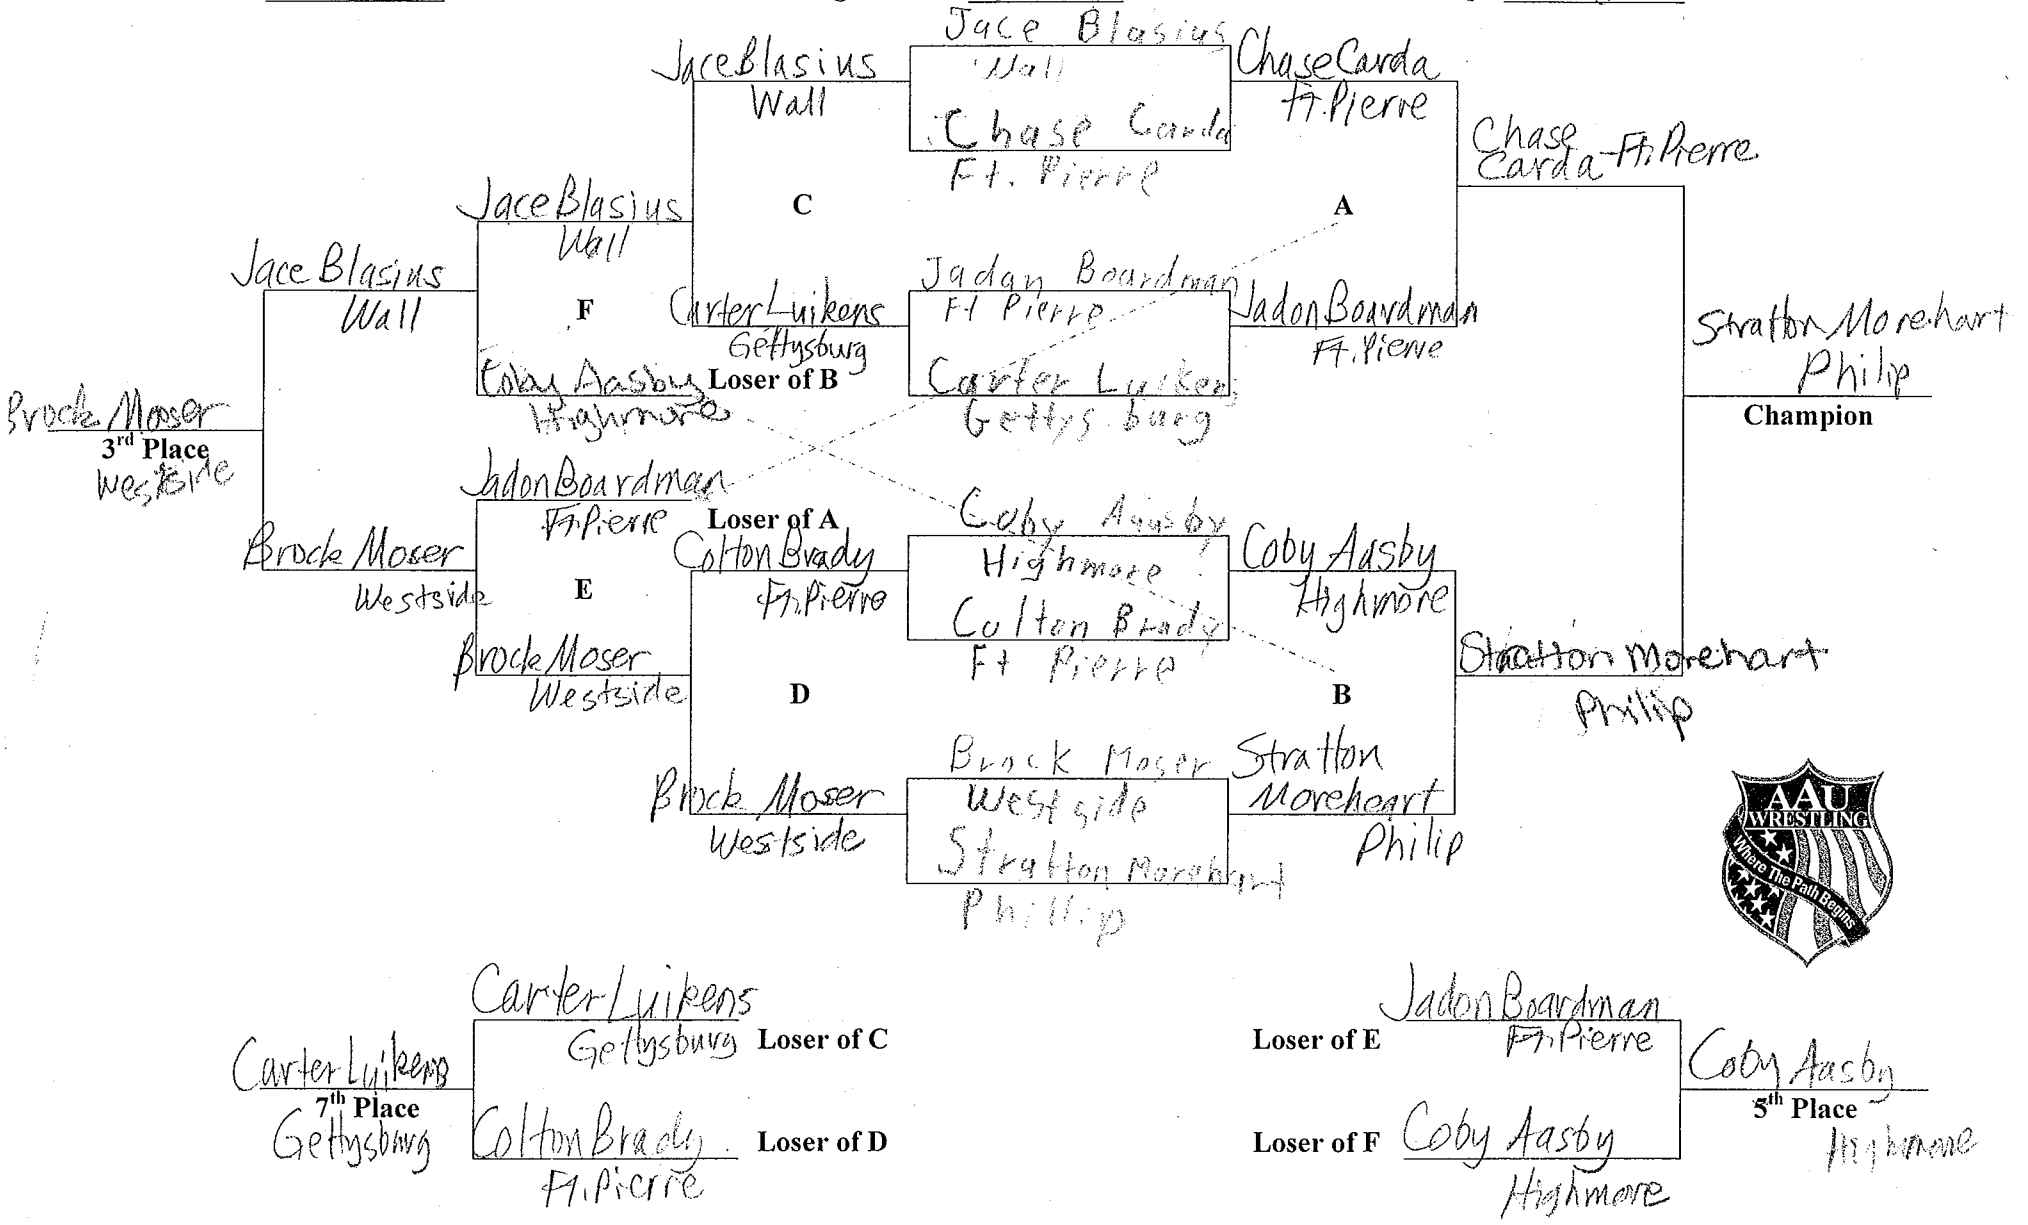 Jace Blasius
Wall
Chase Carda
Ft. Pierre
Jadan Boardman
Ft Pierre
Carter Luikens
Gettysburg
Coby Aausby
Highmore
Colton Brady
Ft Pierre
Brock Moser
Westside
Stratton Morehart
Phillip
Chase Carda
Ft. Pierre
A
Jadon Boardman
Ft. Pierre
Coby Aasby
Highmore
B
Stratton
Moreheart
Philip
Chase
Carda - Ft. Pierre
Stratton Morehart
Philip
Stratton Morehart
Philip
Champion
Jace Blasius
Wall
C
Carter Luikens
Gettysburg
Colton Brady
Ft. Pierre
D
Brock Moser
Westside
Jace Blasius
Wall
F
Coby Aasby
Loser of B
Highmore
Jadon Boardman
Ft. Pierre
Loser of A
E
Brock Moser
Westside
Jace Blasius
Wall
Brock Moser
Westside
Brock Moser
3rd Place
Westside
AAU
WRESTLING
Where The Path Begins
Carter Luikens
Gettysburg
Loser of C
Colton Brady
Loser of D
Ft. Pierre
Carter Luikens
7th Place
Gettysburg
Jadon Boardman
Loser of E
Ft. Pierre
Loser of F
Coby Aasby
Highmore
Coby Aasby
5th Place
Highmore